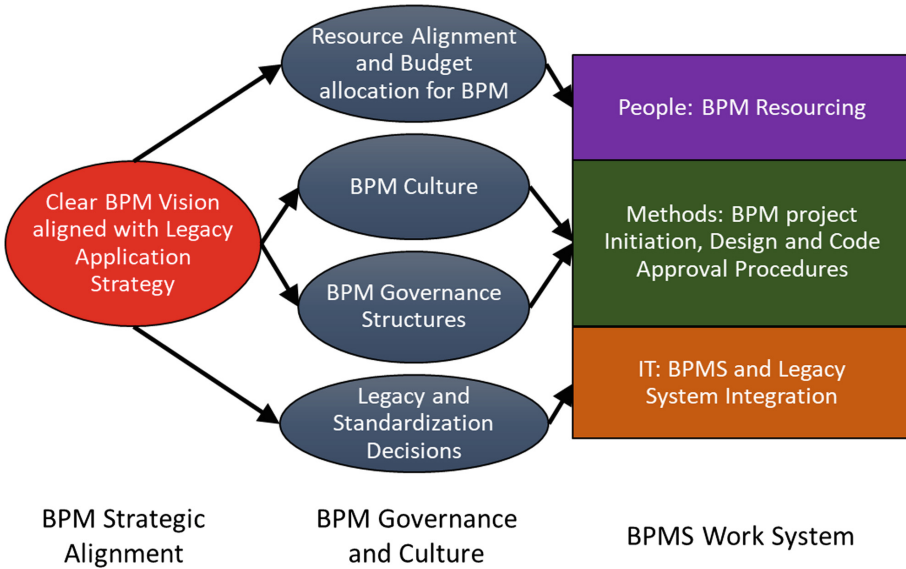 Resource Alignment
and Budget
allocation for BPM
People: BPM Resourcing
Clear BPM Vision
aligned with Legacy
Application
Strategy
BPM Culture
Methods: BPM project
Initiation, Design and Code
Approval Procedures
BPM Governance
Structures
IT: BPMS and Legacy
System Integration
Legacy and
Standardization
Decisions
BPM Strategic
Alignment
BPM Governance
and Culture
BPMS Work System